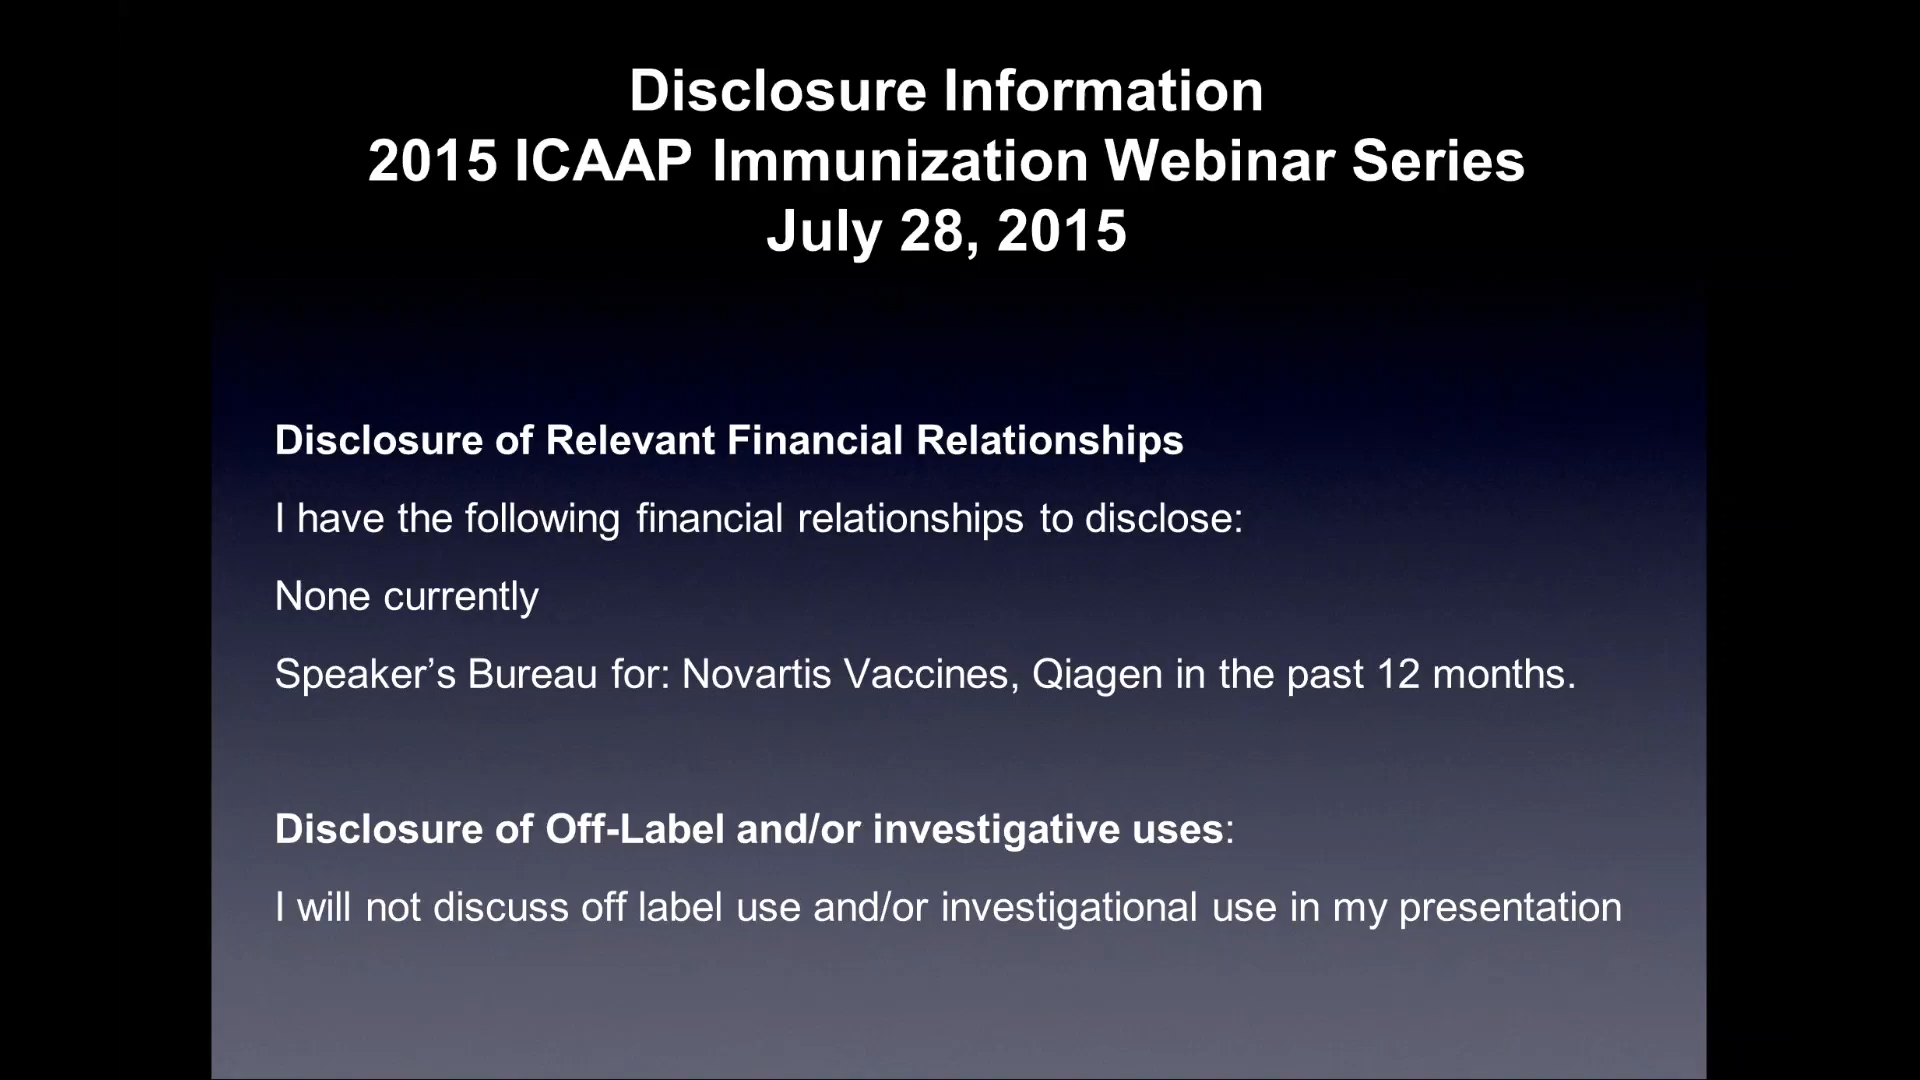 Disclosure Information
2015 ICAAP Immunization Webinar Series
July 28, 2015
Disclosure of Relevant Financial Relationships
I have the following financial relationships to disclose:
None currently
Speaker’s Bureau for: Novartis Vaccines, Qiagen in the past 12 months.
Disclosure of Off-Label and/or investigative uses:
I will not discuss off label use and/or investigational use in my presentation